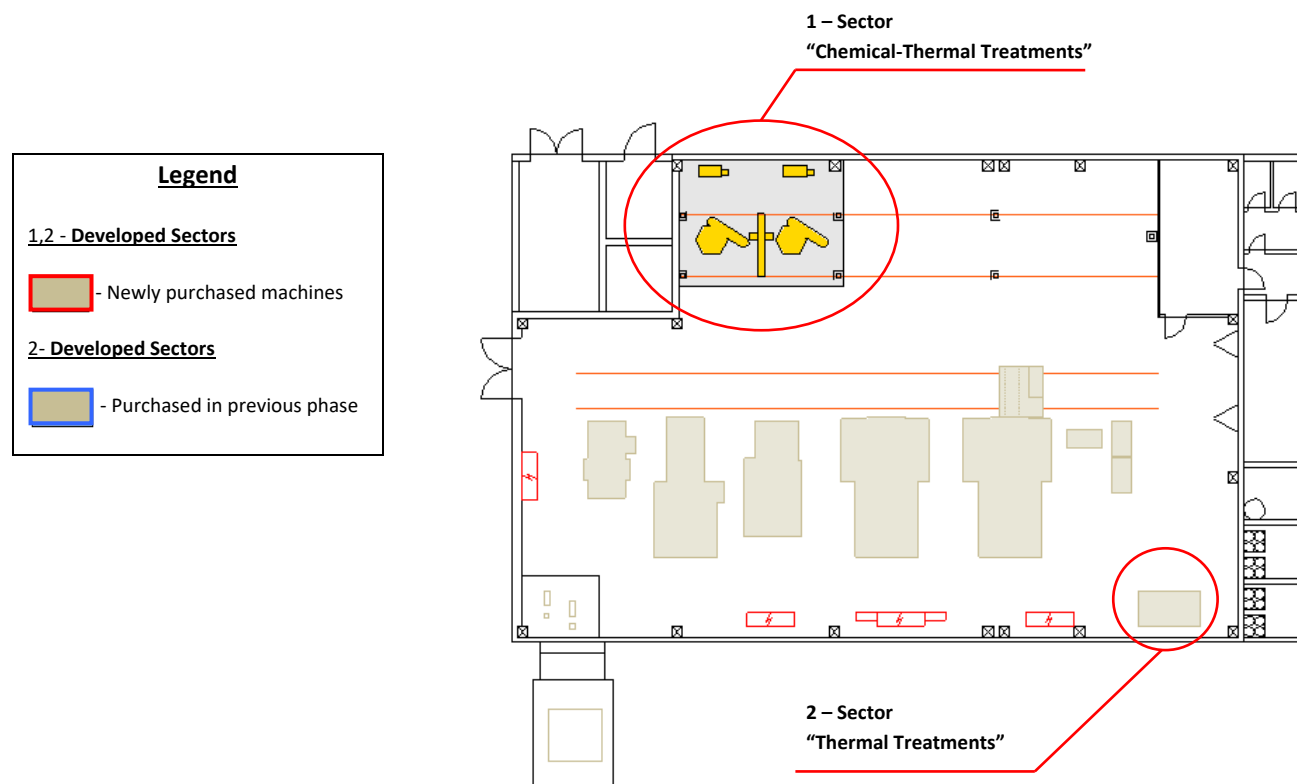 1 – Sector
“Chemical-Thermal Treatments”
Legend
1,2 - Developed Sectors
- Newly purchased machines
2- Developed Sectors
- Purchased in previous phase
2 – Sector
“Thermal Treatments”